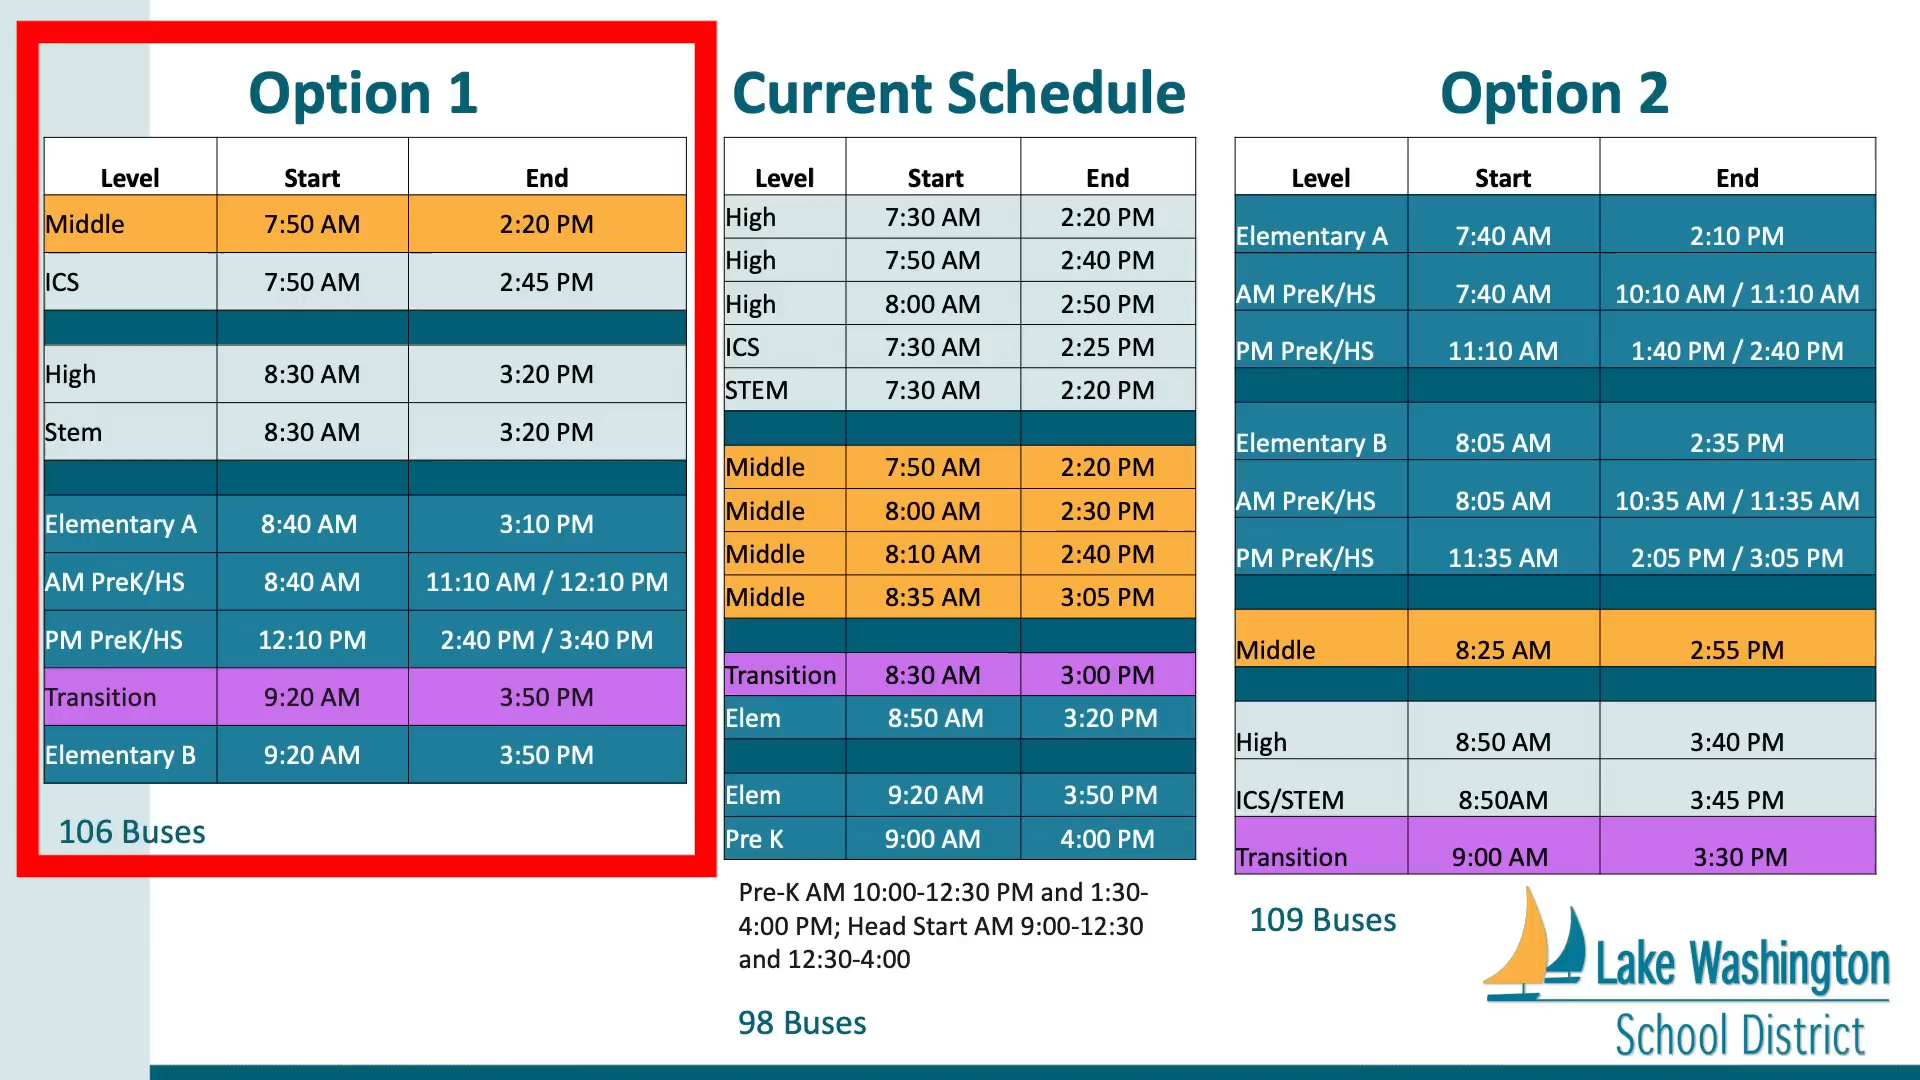 Option 1
Level Start End
Middle 7:50 AM 2:20 PM
ICS 7:50 AM 2:45 PM
High 8:30 AM 3:20 PM
Stem 8:30 AM 3:20 PM
Elementary A 8:40 AM 3:10 PM
AM PreK/HS 8:40 AM 11:10 AM / 12:10 PM
PM PreK/HS 12:10 PM 2:40 PM / 3:40 PM
Transition 9:20 AM 3:50 PM
Elementary B 9:20 AM 3:50 PM
106 Buses
Current Schedule
Level Start End
High 7:30 AM 2:20 PM
High 7:50 AM 2:40 PM
High 8:00 AM 2:50 PM
ICS 7:30 AM 2:25 PM
STEM 7:30 AM 2:20 PM
Middle 7:50 AM 2:20 PM
Middle 8:00 AM 2:30 PM
Middle 8:10 AM 2:40 PM
Middle 8:35 AM 3:05 PM
Transition 8:30 AM 3:00 PM
Elem 8:50 AM 3:20 PM
Elem 9:20 AM 3:50 PM
Pre K 9:00 AM 4:00 PM
Pre-K AM 10:00-12:30 PM and 1:30-
4:00 PM; Head Start AM 9:00-12:30
and 12:30-4:00
98 Buses
Option 2
Level Start End
Elementary A 7:40 AM 2:10 PM
AM PreK/HS 7:40 AM 10:10 AM / 11:10 AM
PM PreK/HS 11:10 AM 1:40 PM / 2:40 PM
Elementary B 8:05 AM 2:35 PM
AM PreK/HS 8:05 AM 10:35 AM / 11:35 AM
PM PreK/HS 11:35 AM 2:05 PM / 3:05 PM
Middle 8:25 AM 2:55 PM
High 8:50 AM 3:40 PM
ICS/STEM 8:50AM 3:45 PM
Transition 9:00 AM 3:30 PM
109 Buses
Lake Washington
School District